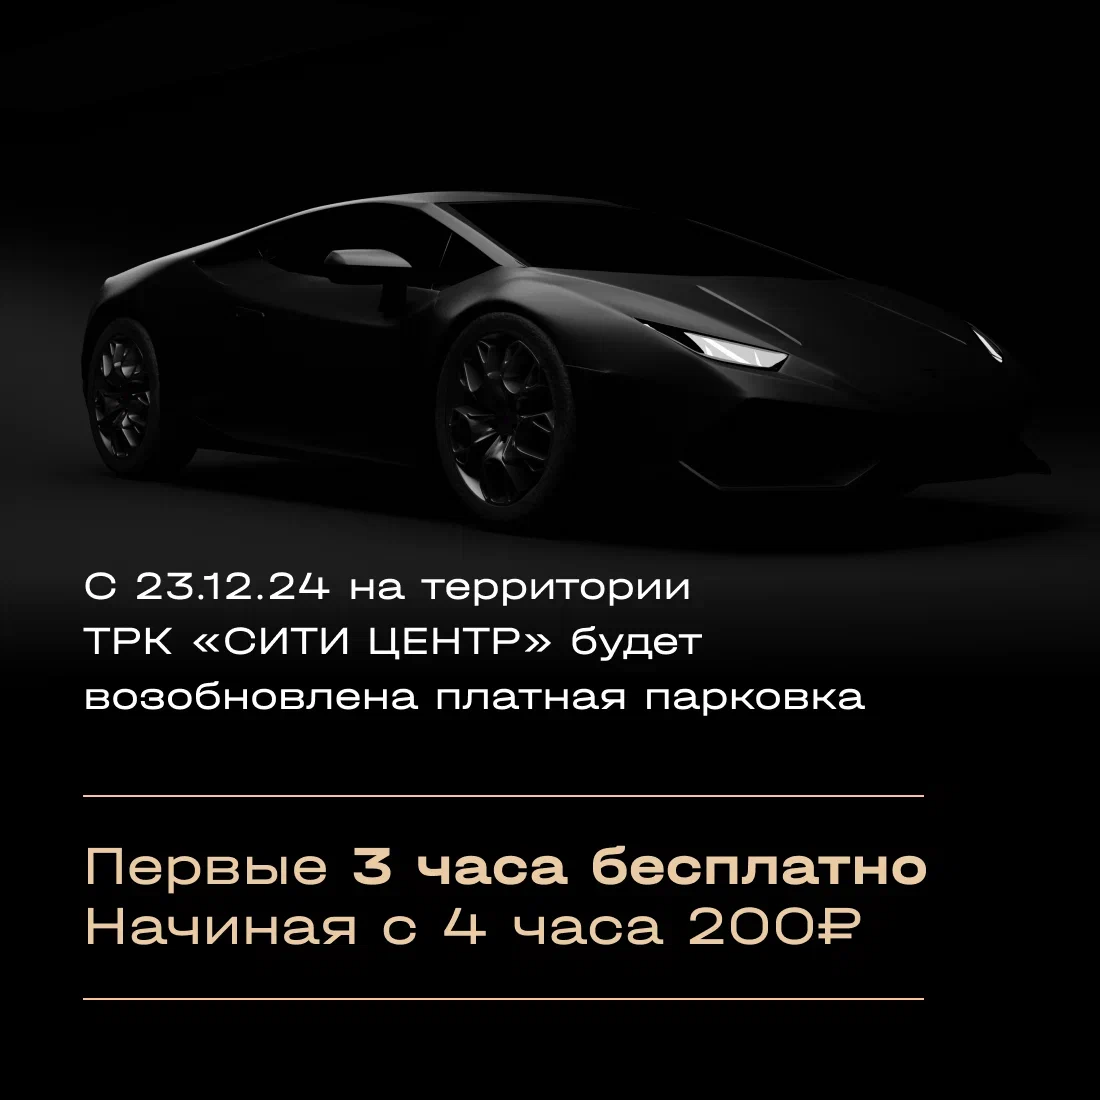 С 23.12.24 на территории
ТРК «СИТИ ЦЕНТР» будет
возобновлена платная парковка
Первые 3 часа бесплатно
Начиная с 4 часа 200₽